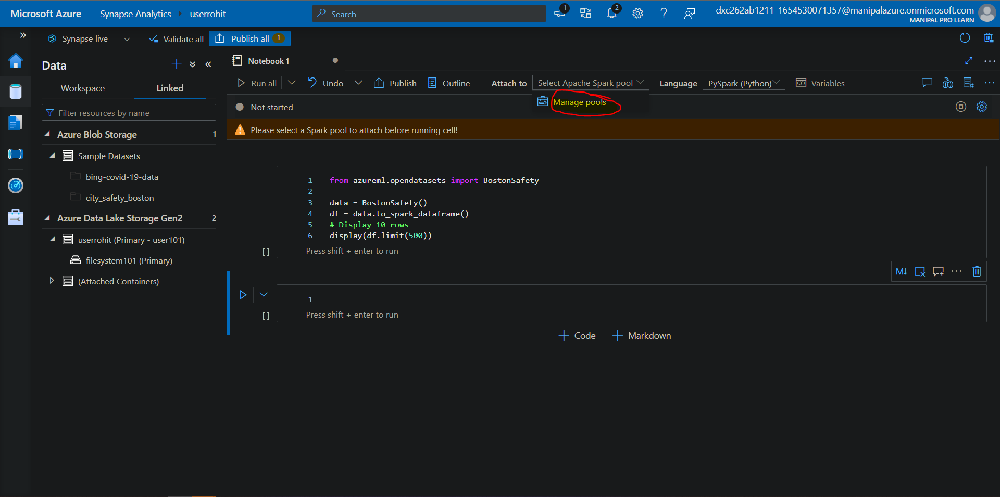 Microsoft Azure
Synapse Analytics
userrohit
Search
1
2
dxc262ab1211_1654530071357@manipalazure.onmicrosoft.com
MANIPAL PRO LEARN
Synapse live
Validate all
Publish all 1
Data
Workspace
Linked
Filter resources by name
Azure Blob Storage 1
Sample Datasets
bing-covid-19-data
city_safety_boston
Azure Data Lake Storage Gen2 2
userrohit (Primary - user101)
filesystem101 (Primary)
(Attached Containers)
Notebook 1
Run all
Undo
Publish
Outline
Attach to
Select Apache Spark pool
Language
PySpark (Python)
Variables
Manage pools
Not started
Please select a Spark pool to attach before running cell!
1 from azureml.opendatasets import BostonSafety
2
3 data = BostonSafety()
4 df = data.to_spark_dataframe()
5 # Display 10 rows
6 display(df.limit(500))
[ ]
Press shift + enter to run
M↓
1
[ ]
Press shift + enter to run
Code
Markdown